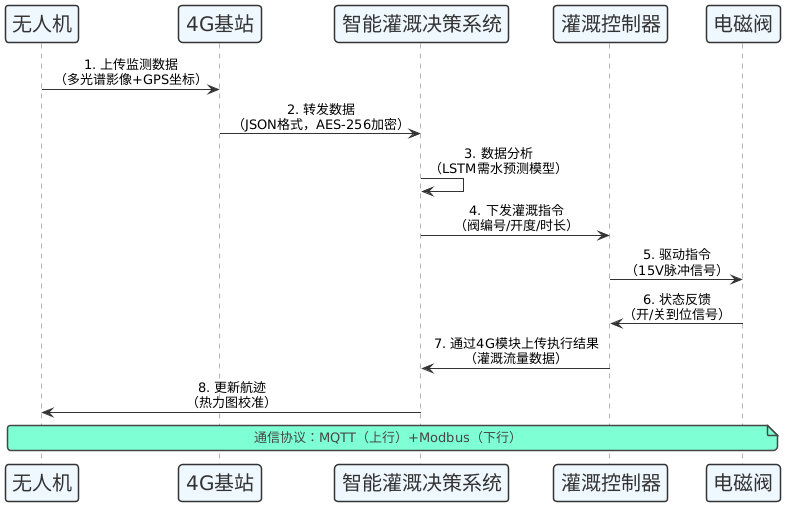 无人机
4G基站
智能灌溉决策系统
灌溉控制器
电磁阀
1. 上传监测数据
（多光谱影像+GPS坐标）
2. 转发数据
（JSON格式，AES-256加密）
3. 数据分析
（LSTM需水预测模型）
4. 下发灌溉指令
（阀编号/开度/时长）
5. 驱动指令
（15V脉冲信号）
6. 状态反馈
（开/关到位信号）
7. 通过4G模块上传执行结果
（灌溉流量数据）
8. 更新航迹
（热力图校准）
通信协议：MQTT（上行）+Modbus（下行）
无人机
4G基站
智能灌溉决策系统
灌溉控制器
电磁阀